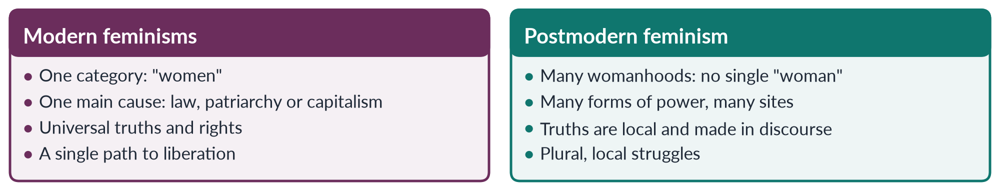 Modern feminisms
• One category: "women"
• One main cause: law, patriarchy or capitalism
• Universal truths and rights
• A single path to liberation
Postmodern feminism
• Many womanhoods: no single "woman"
• Many forms of power, many sites
• Truths are local and made in discourse
• Plural, local struggles